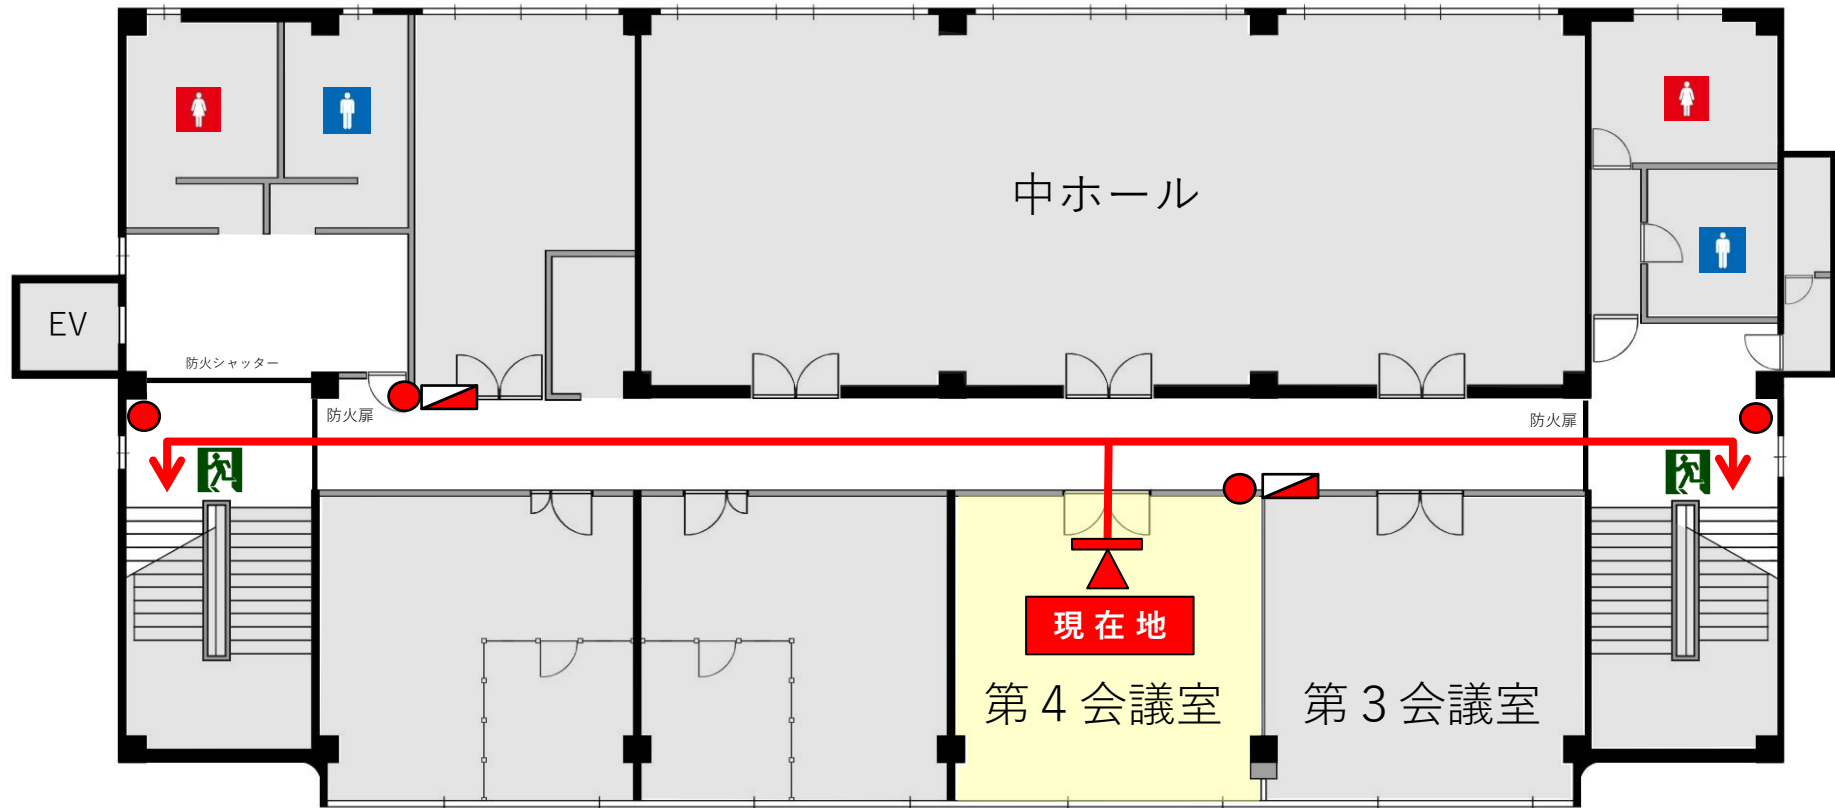 中ホール
EV
防火シャッター
防火扉
防火扉
現在地
第4会議室
第3会議室